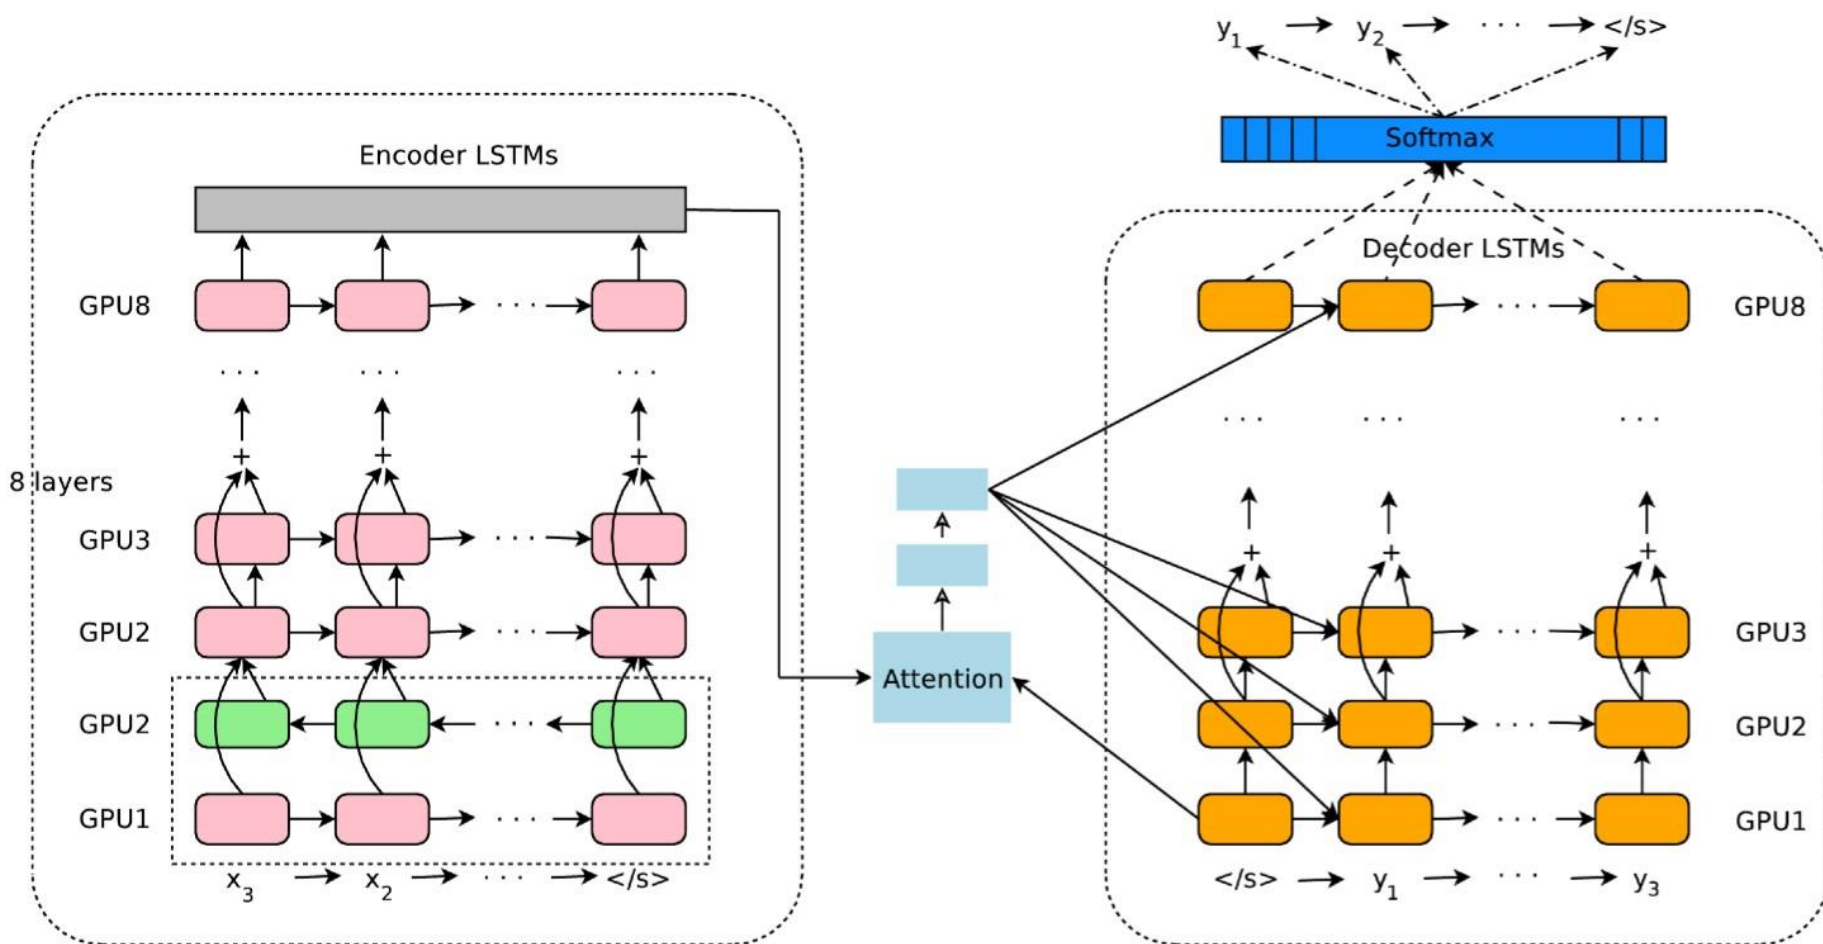 y1 → y2 → ··· → </s>
Softmax
Encoder LSTMs
Decoder LSTMs
GPU8 ··· ··· GPU8
··· ··· ···
··· ··· ···
+ + +
8 layers
GPU3 ···
+ + +
GPU2 ··· ··· GPU3
Attention
GPU2 ··· ··· GPU2
GPU1 ··· ··· GPU1
x3 → x2 → ··· → </s>
</s> → y1 → ··· → y3